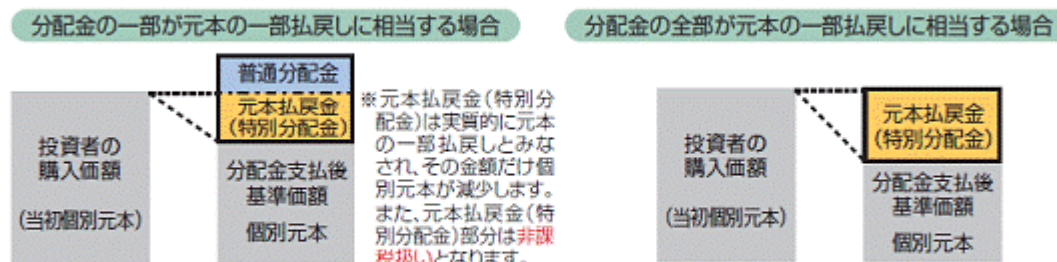 分配金の一部が元本の一部払戻しに相当する場合
普通分配金
元本払戻金
(特別分配金)
投資者の
購入価額
(当初個別元本)
分配金支払後
基準価額
個別元本
※元本払戻金(特別分
配金)は実質的に元本
の一部払戻しとみな
され、その金額だけ個
別元本が減少します。
また、元本払戻金(特
別分配金)部分は非課
税扱いとなります。
分配金の全部が元本の一部払戻しに相当する場合
元本払戻金
(特別分配金)
投資者の
購入価額
(当初個別元本)
分配金支払後
基準価額
個別元本